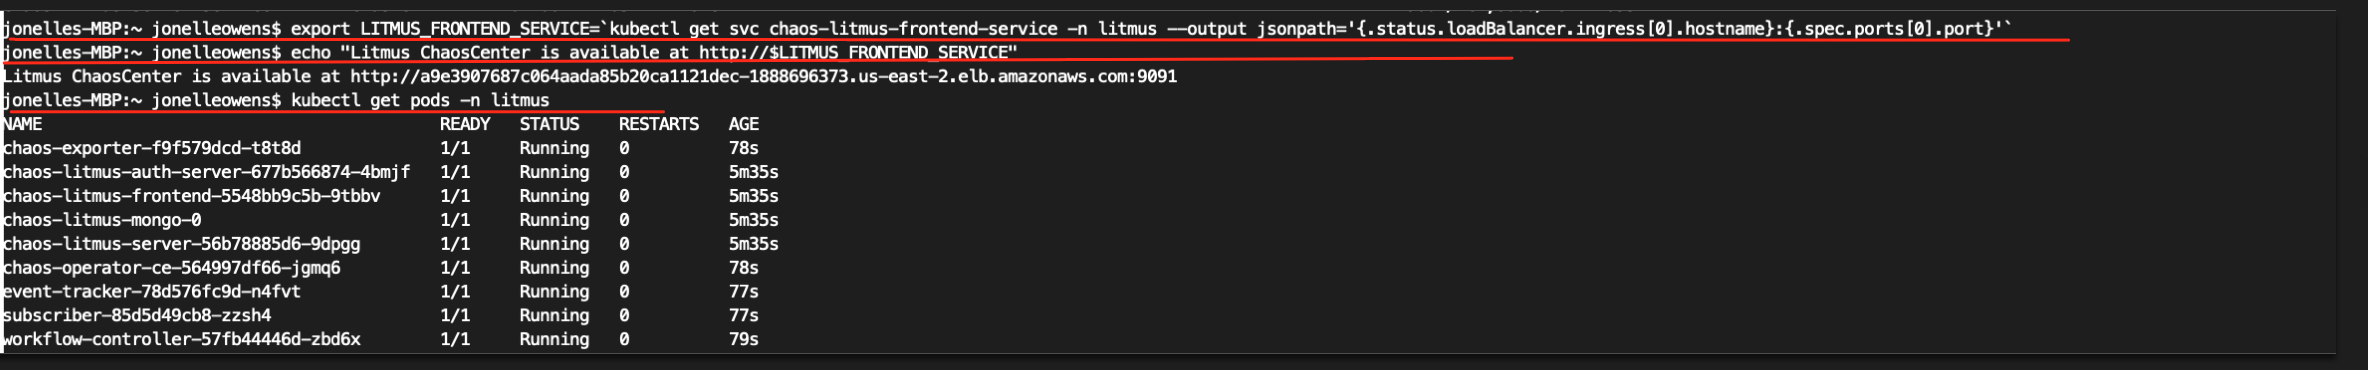 jonelles-MBP:~ jonelleowens$ export LITMUS_FRONTEND_SERVICE=`kubectl get svc chaos-litmus-frontend-service -n litmus --output jsonpath='{.status.loadBalancer.ingress[0].hostname}:{.spec.ports[0].port}'`
jonelles-MBP:~ jonelleowens$ echo "Litmus ChaosCenter is available at http://$LITMUS_FRONTEND_SERVICE"
Litmus ChaosCenter is available at http://a9e3907687c064aada85b20ca1121dec-1888696373.us-east-2.elb.amazonaws.com:9091
jonelles-MBP:~ jonelleowens$ kubectl get pods -n litmus
NAME READY STATUS RESTARTS AGE
chaos-exporter-f9f579dcd-t8t8d 1/1 Running 0 78s
chaos-litmus-auth-server-677b566874-4bmjf 1/1 Running 0 5m35s
chaos-litmus-frontend-5548bb9c5b-9tbbv 1/1 Running 0 5m35s
chaos-litmus-mongo-0 1/1 Running 0 5m35s
chaos-litmus-server-56b78885d6-9dpgg 1/1 Running 0 5m35s
chaos-operator-ce-564997df66-jgmq6 1/1 Running 0 78s
event-tracker-78d576fc9d-n4fvt 1/1 Running 0 77s
subscriber-85d5d49cb8-zzsh4 1/1 Running 0 77s
workflow-controller-57fb44446d-zbd6x 1/1 Running 0 79s